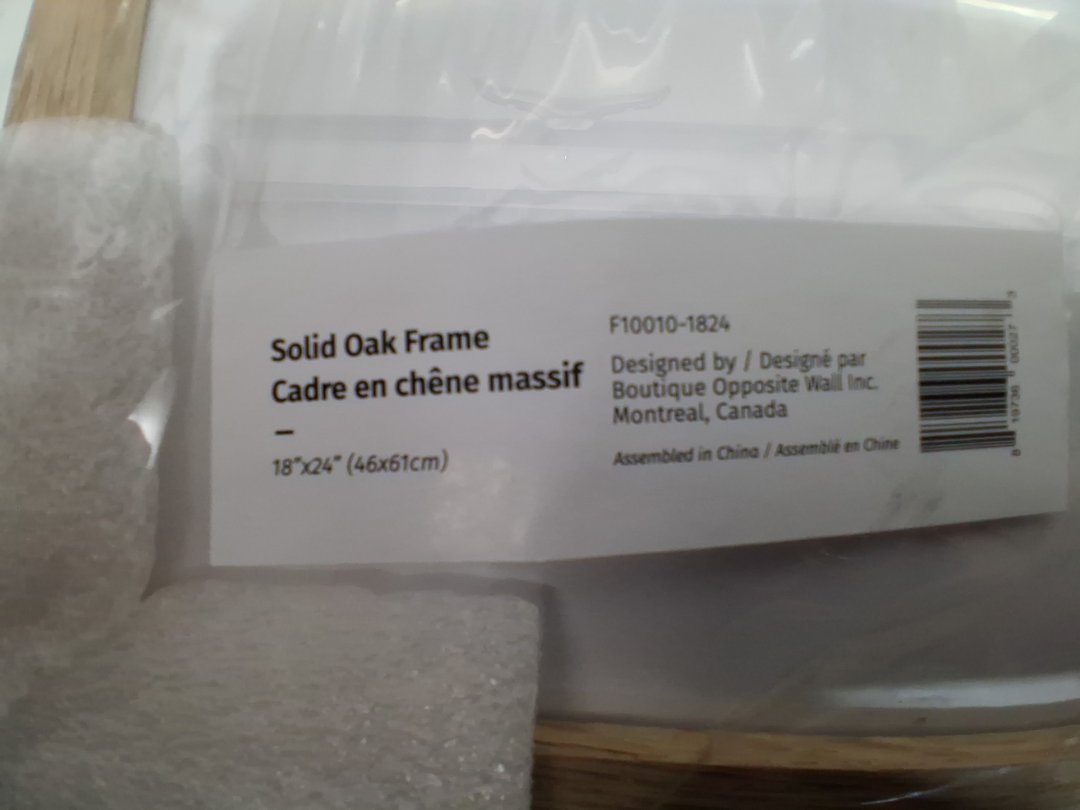 Solid Oak Frame
Cadre en chêne massif
–
18"x24" (46x61cm)
F10010-1824
Designed by / Designé par
Boutique Opposite Wall Inc.
Montreal, Canada
Assembled in China / Assemblé en Chine